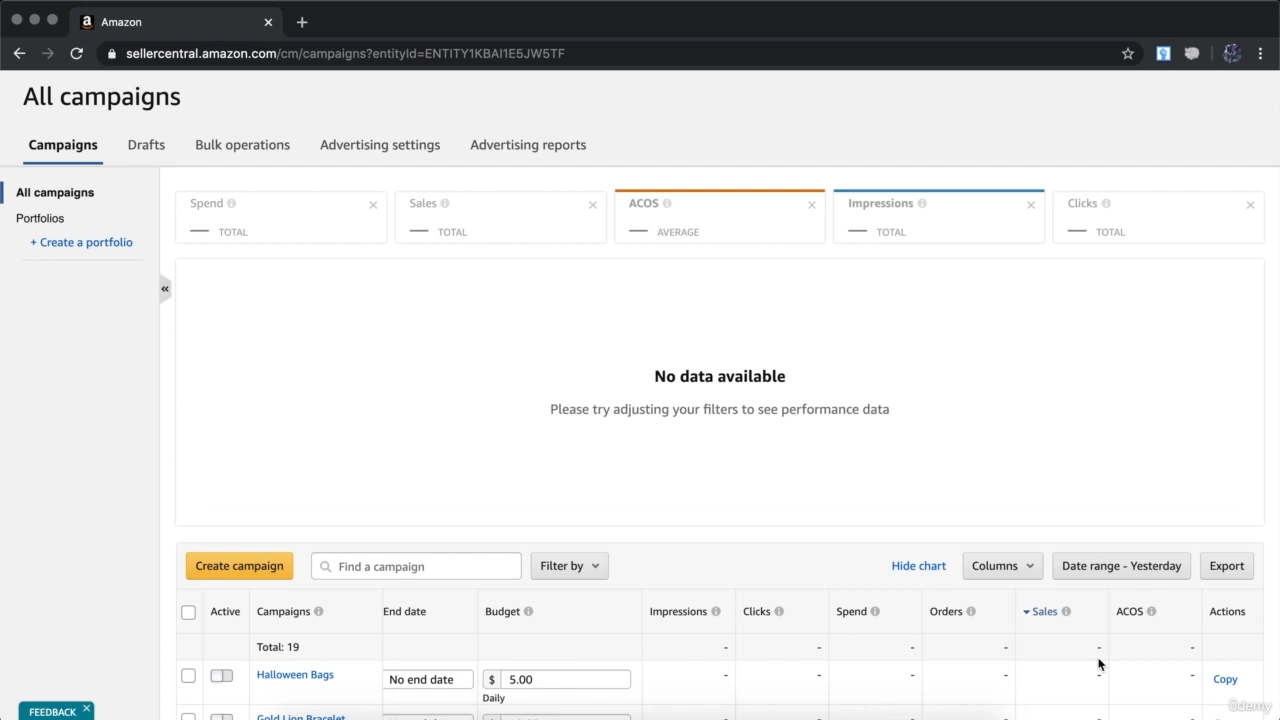 Amazon
sellercentral.amazon.com/cm/campaigns?entityId=ENTITY1KBAI1E5JW5TF
All campaigns
Campaigns Drafts Bulk operations Advertising settings Advertising reports
All campaigns
Portfolios
+ Create a portfolio
Spend Sales ACOS Impressions Clicks
TOTAL TOTAL AVERAGE TOTAL TOTAL
«
No data available
Please try adjusting your filters to see performance data
Create campaign Find a campaign Filter by Hide chart Columns Date range - Yesterday Export
Active Campaigns End date Budget Impressions Clicks Spend Orders Sales ACOS Actions
Total: 19 - - - - - -
Halloween Bags No end date $ 5.00 - - - - - - Copy
Daily
Gold Lion Bracelet
FEEDBACK
ûdemy